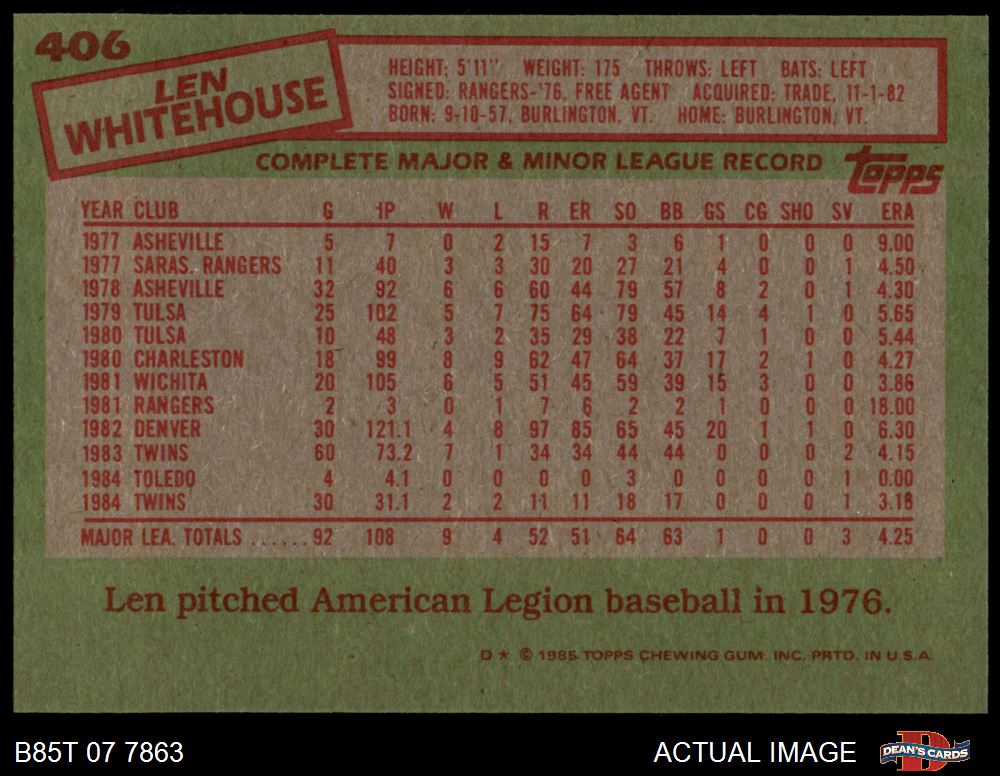 406
LEN
WHITEHOUSE
HEIGHT: 5'11" WEIGHT: 175 THROWS: LEFT BATS: LEFT
SIGNED: RANGERS-'76, FREE AGENT ACQUIRED: TRADE, 11-1-82
BORN: 9-10-57, BURLINGTON, VT. HOME: BURLINGTON, VT.
COMPLETE MAJOR & MINOR LEAGUE RECORD topps
YEAR CLUB G IP W L R ER SO BB GS CG SHO SV ERA
1977 ASHEVILLE 5 7 0 2 15 7 3 6 1 0 0 0 9.00
1977 SARAS. RANGERS 11 40 3 3 30 20 27 21 4 0 0 1 4.50
1978 ASHEVILLE 32 92 6 6 60 44 79 57 8 2 0 1 4.30
1979 TULSA 25 102 5 7 75 64 79 45 14 4 1 0 5.65
1980 TULSA 10 48 3 2 35 29 38 22 7 1 0 0 5.44
1980 CHARLESTON 18 99 8 9 62 47 64 37 17 2 1 0 4.27
1981 WICHITA 20 105 6 5 51 45 59 39 15 3 0 0 3.86
1981 RANGERS 2 3 0 1 7 6 2 2 1 0 0 0 18.00
1982 DENVER 30 121.1 4 8 97 85 65 45 20 1 1 0 6.30
1983 TWINS 60 73.2 7 1 34 34 44 44 0 0 0 2 4.15
1984 TOLEDO 4 4.1 0 0 0 0 3 0 0 0 0 1 0.00
1984 TWINS 30 31.1 2 2 11 11 18 17 0 0 0 1 3.18
MAJOR LEA. TOTALS ......92 108 9 4 52 51 64 63 1 0 0 3 4.25
Len pitched American Legion baseball in 1976.
D * © 1985 TOPPS CHEWING GUM, INC. PRTD. IN U.S.A.
B85T 07 7863 ACTUAL IMAGE D DEAN'S CARDS